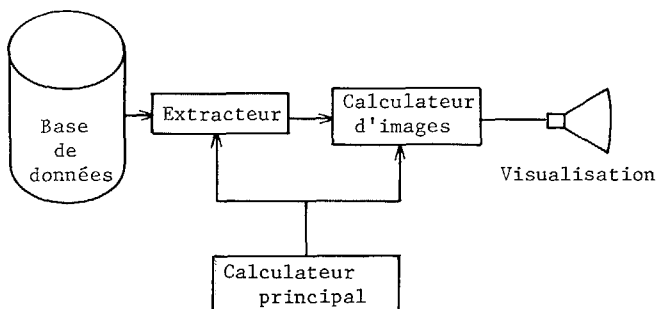 Base
de
données
Extracteur
Calculateur
d'images
Visualisation
Calculateur
principal